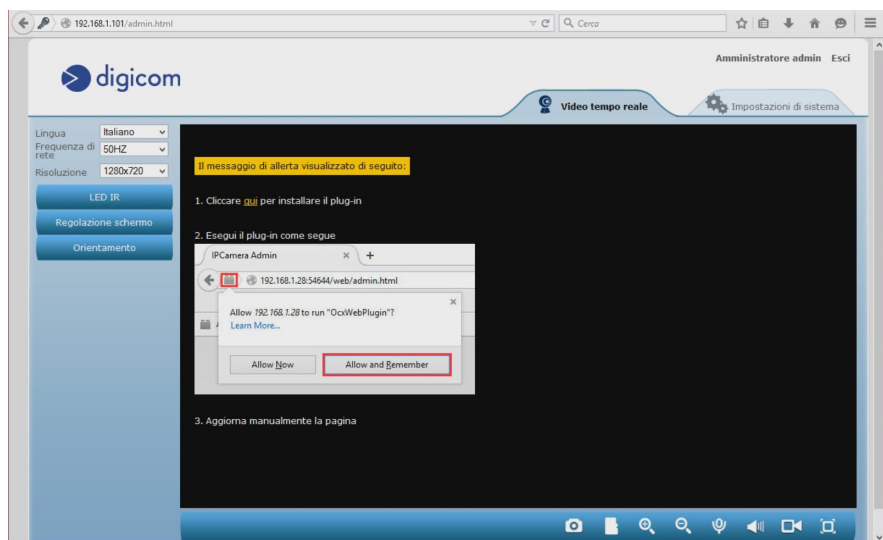 192.168.1.101/admin.html
Cerca
digicom
Amministratore admin Esci
Video tempo reale
Impostazioni di sistema
Lingua Italiano
Frequenza di rete 50HZ
Risoluzione 1280x720
LED IR
Regolazione schermo
Orientamento
Il messaggio di allerta visualizzato di seguito:
1. Cliccare qui per installare il plug-in
2. Esegui il plug-in come segue
IPCamera Admin
192.168.1.28:54644/web/admin.html
Allow 192.168.1.28 to run "OcxWebPlugin"?
Learn More...
Allow Now Allow and Remember
3. Aggiorna manualmente la pagina